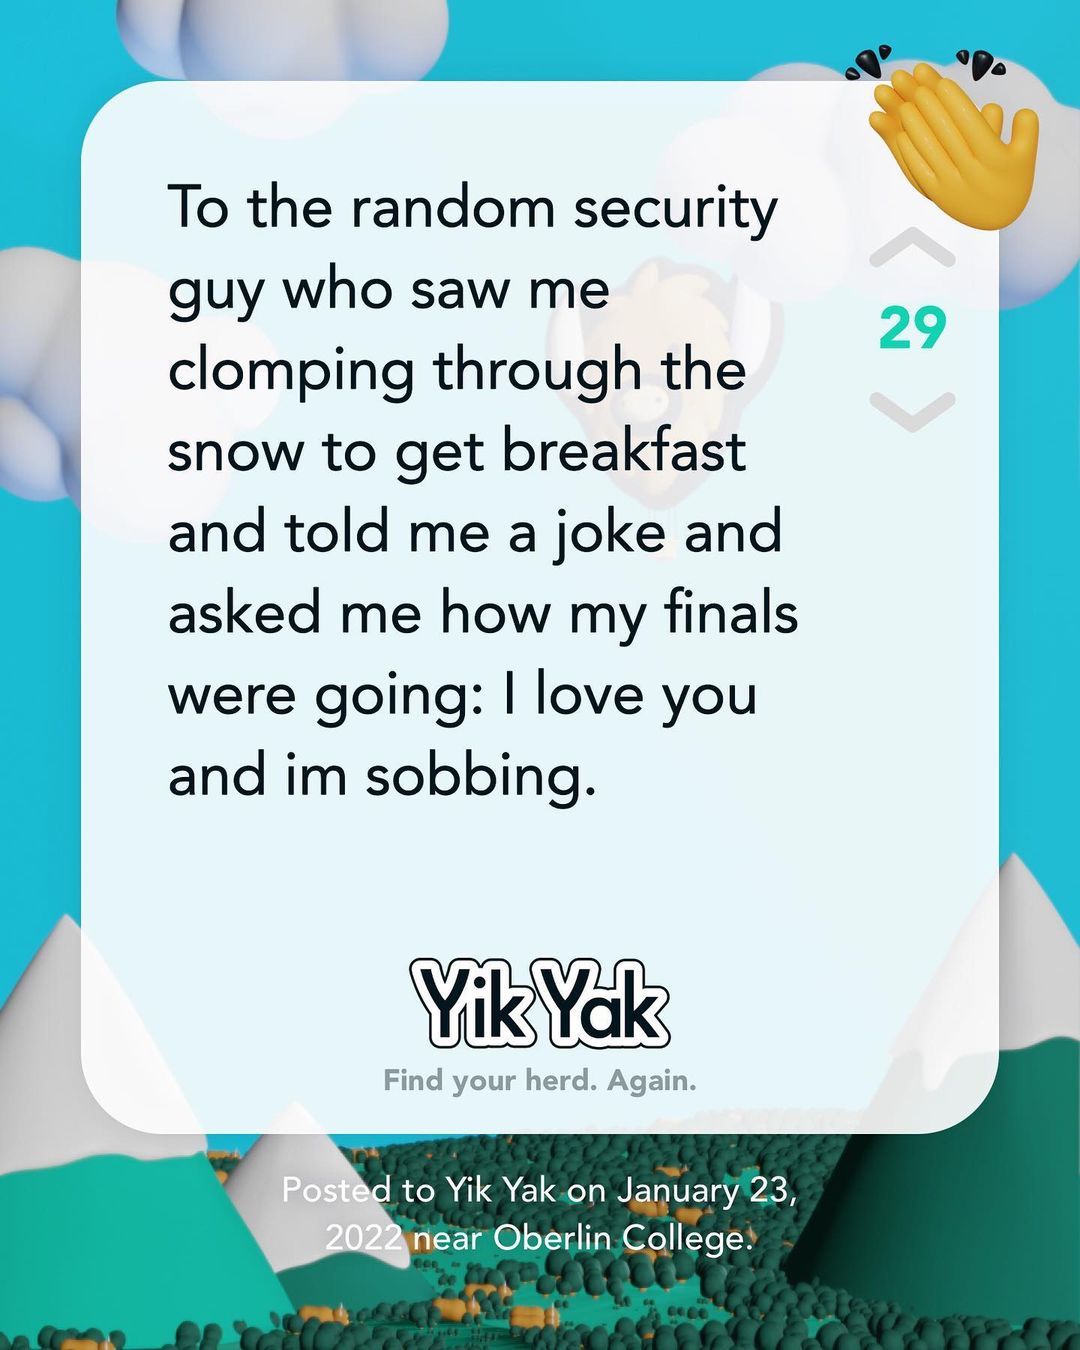 To the random security
guy who saw me
clomping through the
snow to get breakfast
and told me a joke and
asked me how my finals
were going: I love you
and im sobbing.
29
Yik Yak
Find your herd. Again.
Posted to Yik Yak on January 23,
2022 near Oberlin College.